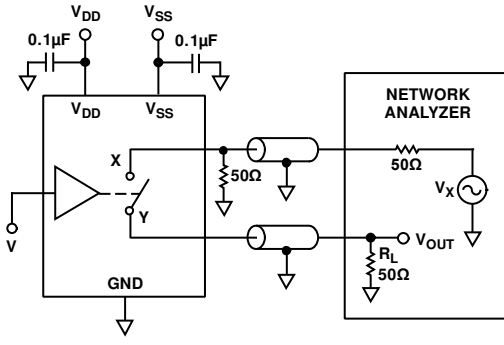 V_DD V_SS
0.1µF 0.1µF
V_DD V_SS
NETWORK
ANALYZER
X
50Ω
50Ω
V_X
Y
V
V_OUT
R_L
50Ω
GND